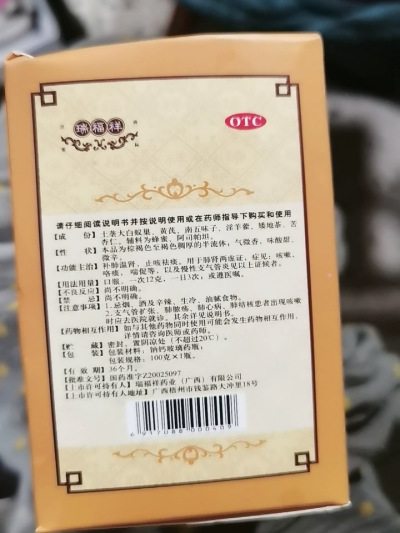 瑞福祥
OTC
请仔细阅读说明书并按说明使用或在药师指导下购买和使用
[成 份] 土垄大白蚁巢、黄芪、南五味子、淫羊藿、矮地茶、苦
杏仁。辅料为蜂蜜、阿司帕坦。
[性 状] 本品为棕褐色至褐色稠厚的半流体,气微香,味酸甜、
微辛。
[功能主治] 补肺温肾,止咳祛痰。用于肺肾两虚证,症见:咳嗽、
咯痰、喘促等,以及慢性支气管炎见以上证候者。
[用法用量] 口服,一次12克,一日3次;或遵医嘱。
[不良反应] 尚不明确。
[禁 忌] 尚不明确。
[注意事项] 1.忌烟、酒及辛辣、生冷、油腻食物。
2.支气管扩张、肺脓疡、肺心病、肺结核患者出现咳嗽
时应去医院就诊。其余详见说明书。
[药物相互作用] 如与其他药物同时使用可能会发生药物相互作用,
详情请咨询医师或药师。
[贮 藏] 密封,置阴凉处(不超过20℃)。
[包 装] 包装材料:钠钙玻璃药瓶;
包装规格:100克×1瓶。
[有 效 期] 36个月。
[批准文号] 国药准字Z20025097
[上市许可持有人] 瑞福祥药业(广西)有限公司
[上市许可持有人地址] 广西梧州市钱鉴路大冲里18号
6 917088 000409